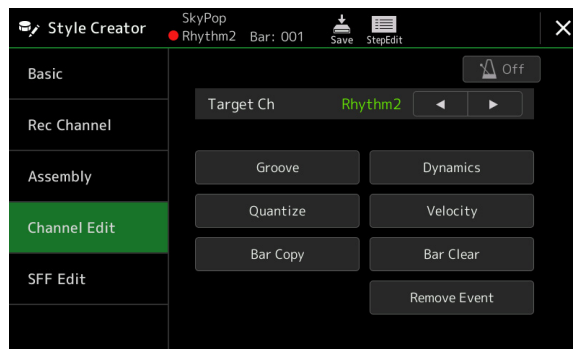 Style Creator
SkyPop
Rhythm2 Bar: 001
Save
StepEdit
Basic
Off
Target Ch Rhythm2
Rec Channel
Groove
Dynamics
Assembly
Quantize
Velocity
Channel Edit
Bar Copy
Bar Clear
SFF Edit
Remove Event